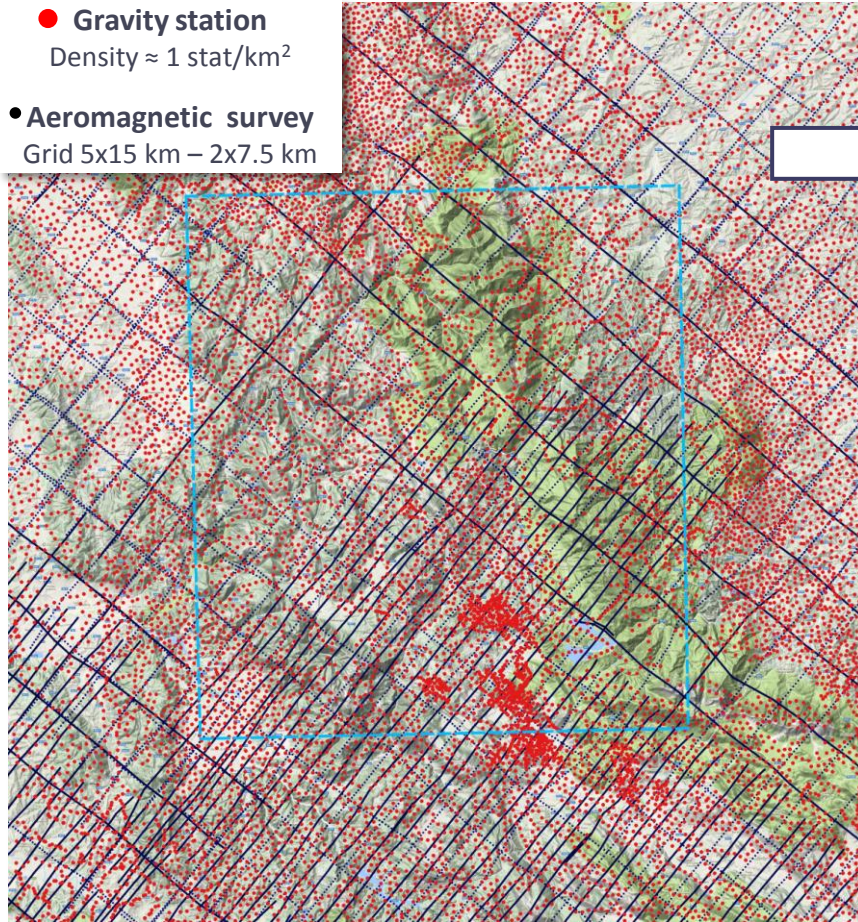 Gravity station
Density ≈ 1 stat/km²
Aeromagnetic survey
Grid 5x15 km – 2x7.5 km